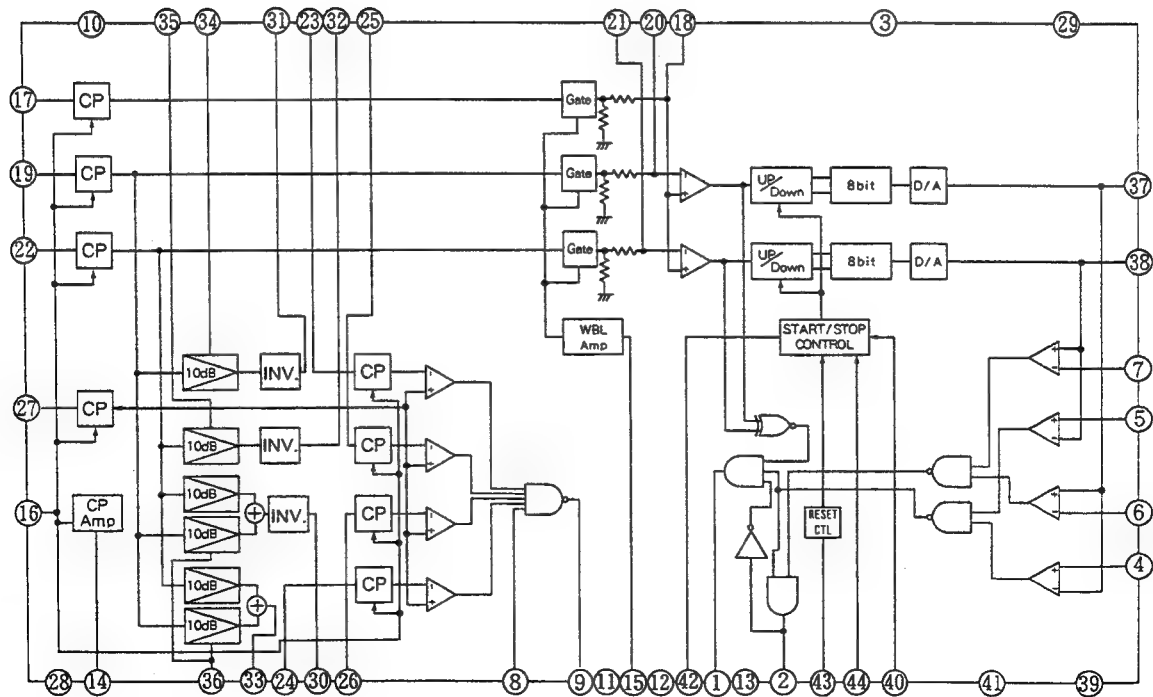 10 35 34 31 23 32 25 21 20 18 3 29
17 CP Gate
19 CP Gate - + UP/Down 8bit D/A 37
22 CP Gate - + UP/Down 8bit D/A 38
WBL Amp
START/STOP CONTROL
10dB INV. CP - +
+ - 7
27 CP
+ - 5
10dB INV. CP - +
10dB
+ INV.
16 CP Amp
10dB
CP - +
+ - 6
RESET CTL
10dB
+
CP - +
+ - 4
10dB
28 14 36 33 24 30 26 8 9 11 15 12 42 1 13 2 43 44 40 41 39